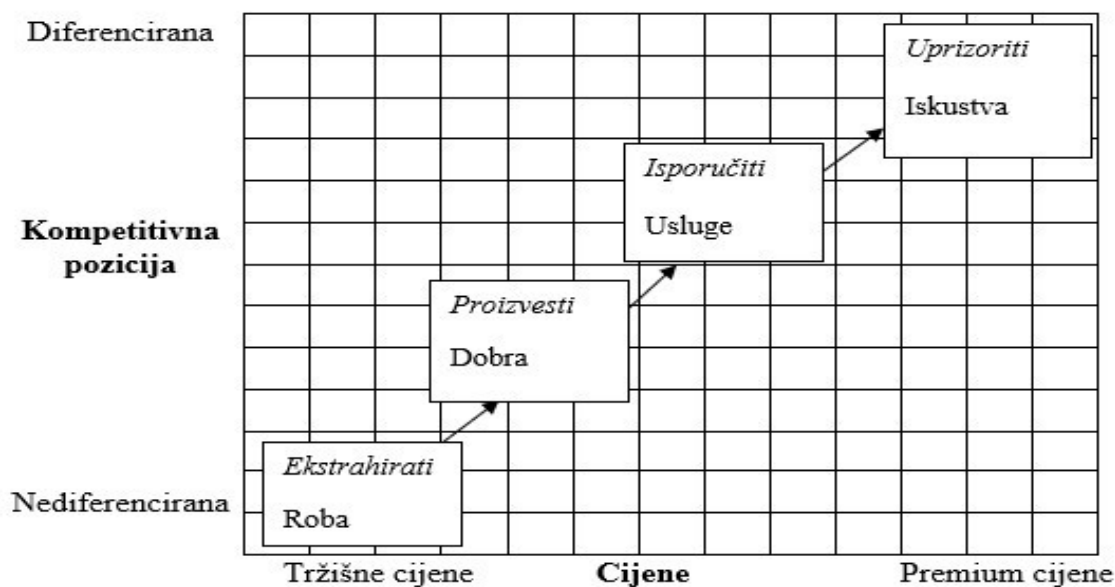 Diferencirana
Uprizoriti
Iskustva
Isporučiti
Usluge
Kompetitivna
pozicija
Proizvesti
Dobra
Ekstrahirati
Roba
Nediferencirana
Tržišne cijene
Cijene
Premium cijene